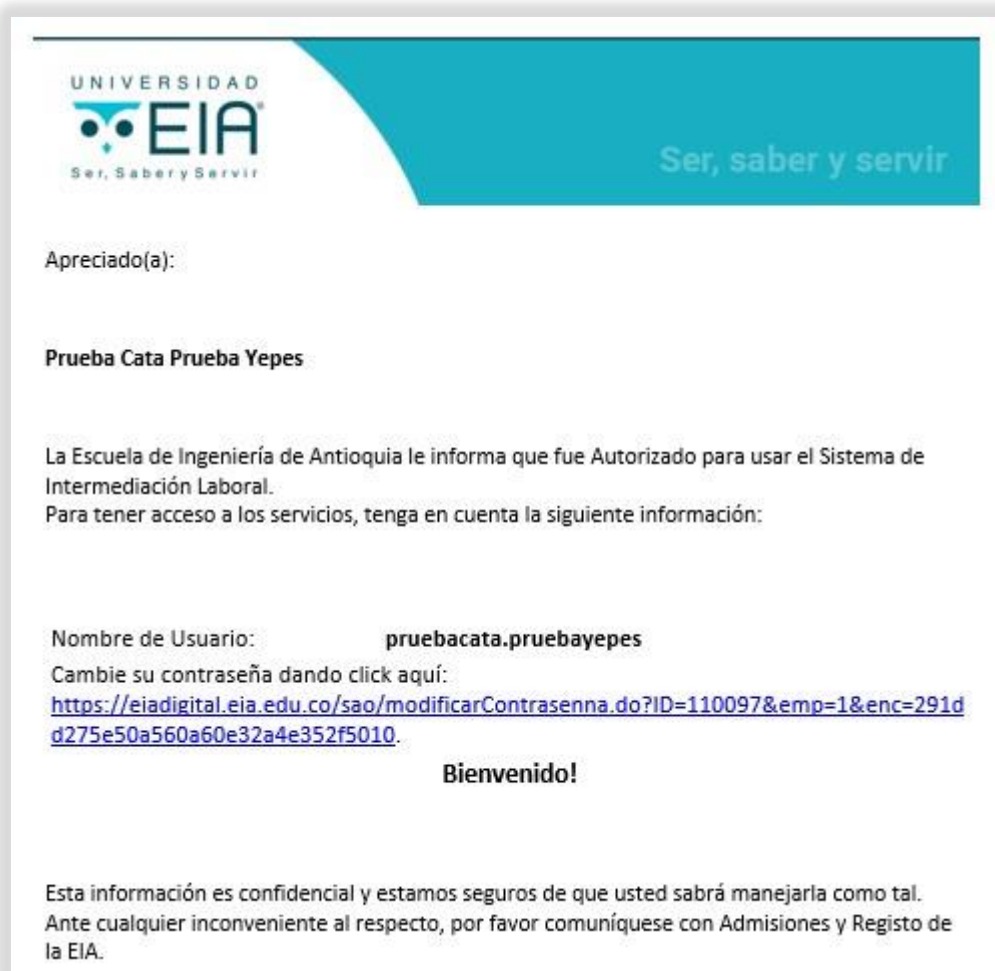 UNIVERSIDAD
EIA
Ser, Saber y Servir
Ser, saber y servir
Apreciado(a):
Prueba Cata Prueba Yepes
La Escuela de Ingeniería de Antioquia le informa que fue Autorizado para usar el Sistema de
Intermediación Laboral.
Para tener acceso a los servicios, tenga en cuenta la siguiente información:
Nombre de Usuario: pruebacata.pruebayepes
Cambie su contraseña dando click aquí:
https://eiadigital.eia.edu.co/sao/modificarContrasenna.do?ID=110097&emp=1&enc=291d
d275e50a560a60e32a4e352f5010.
Bienvenido!
Esta información es confidencial y estamos seguros de que usted sabrá manejarla como tal.
Ante cualquier inconveniente al respecto, por favor comuníquese con Admisiones y Registo de
la EIA.